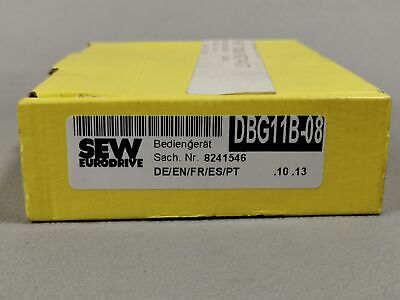 DBG11B-08
SEW
EURODRIVE
Bediengerät
Sach. Nr. 8241546
DE/EN/FR/ES/PT .10 .13